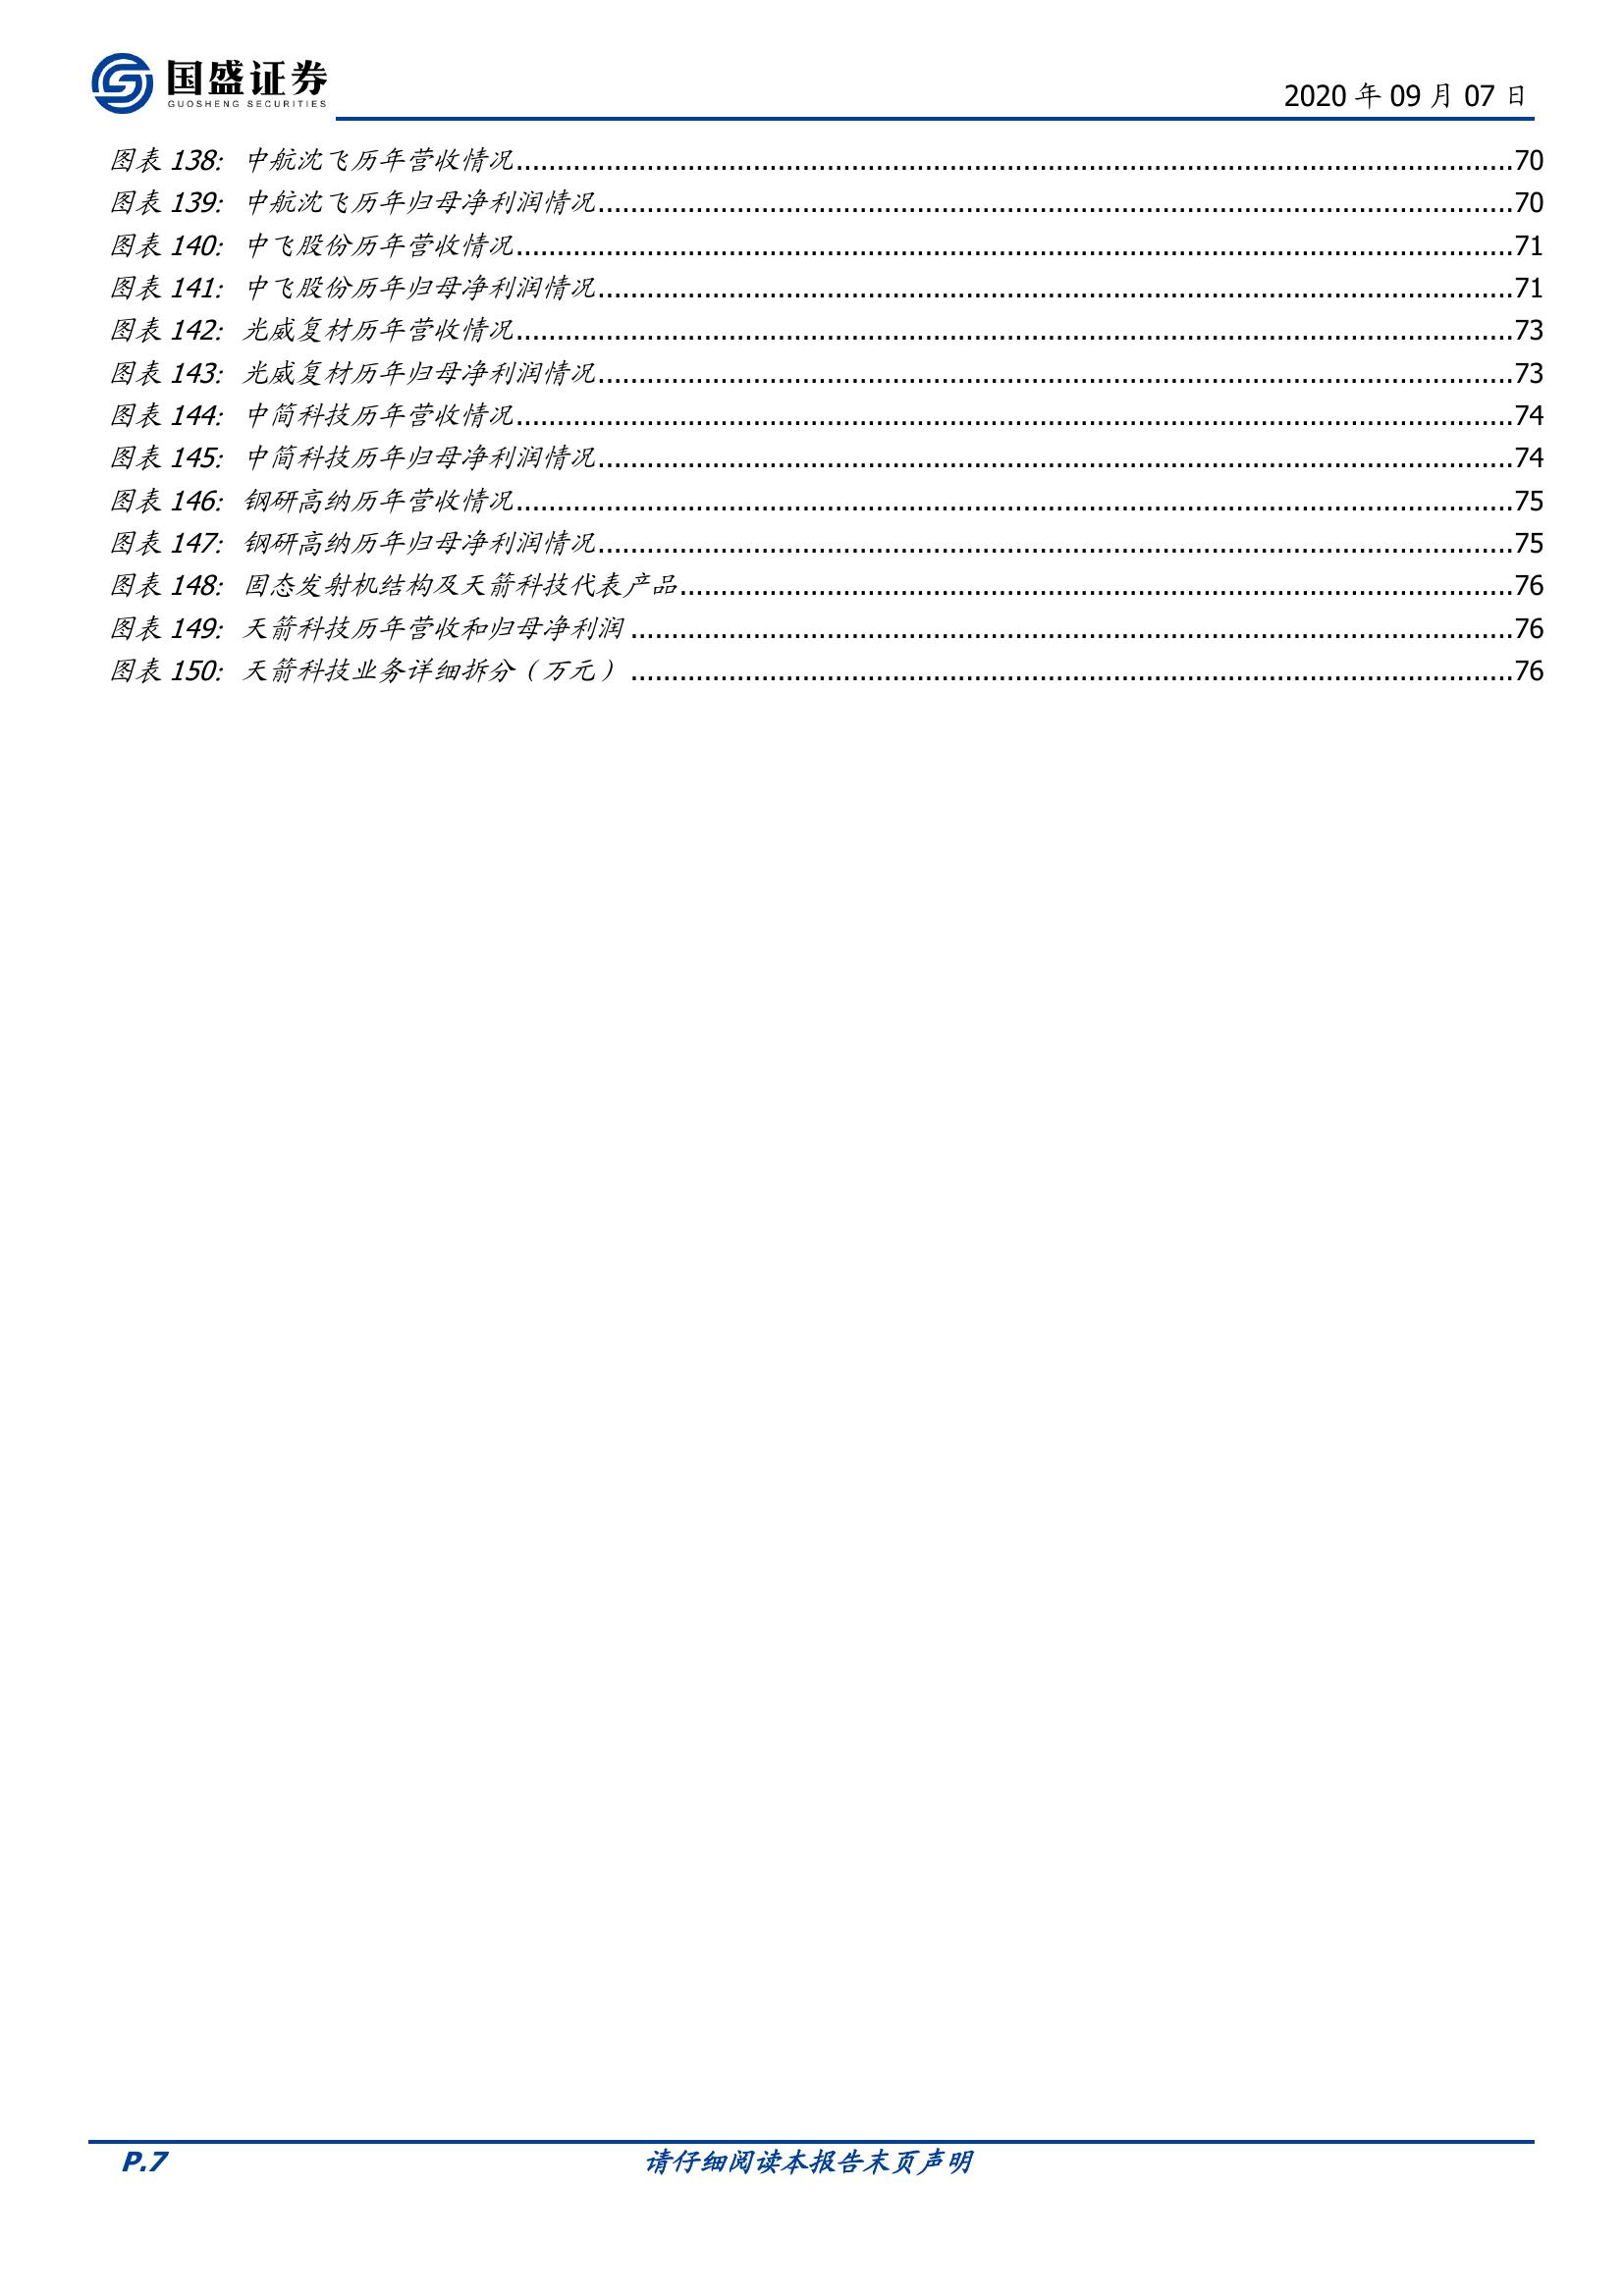 国盛证券
GUOSHENG SECURITIES
2020 年 09 月 07 日
图表 138: 中航沈飞历年营收情况................................70
图表 139: 中航沈飞历年归母净利润情况................................70
图表 140: 中飞股份历年营收情况................................71
图表 141: 中飞股份历年归母净利润情况................................71
图表 142: 光威复材历年营收情况................................73
图表 143: 光威复材历年归母净利润情况................................73
图表 144: 中简科技历年营收情况................................74
图表 145: 中简科技历年归母净利润情况................................74
图表 146: 钢研高纳历年营收情况................................75
图表 147: 钢研高纳历年归母净利润情况................................75
图表 148: 固态发射机结构及天箭科技代表产品................................76
图表 149: 天箭科技历年营收和归母净利润 ................................76
图表 150: 天箭科技业务详细拆分（万元） ................................76
P.7 请仔细阅读本报告末页声明